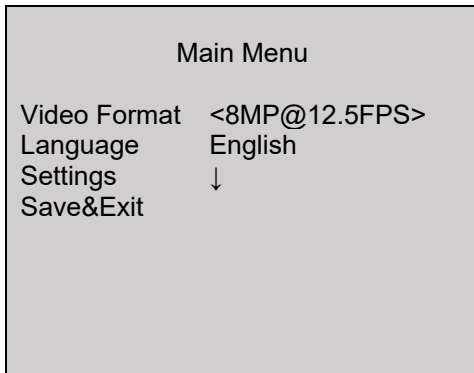 Main Menu
Video Format <8MP@12.5FPS>
Language English
Settings ↓
Save&Exit